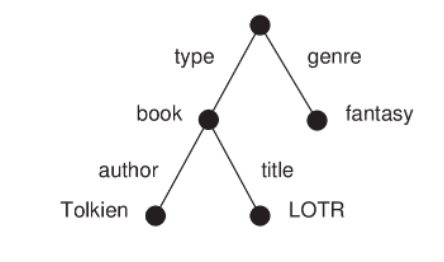 type genre
book fantasy
author title
Tolkien LOTR